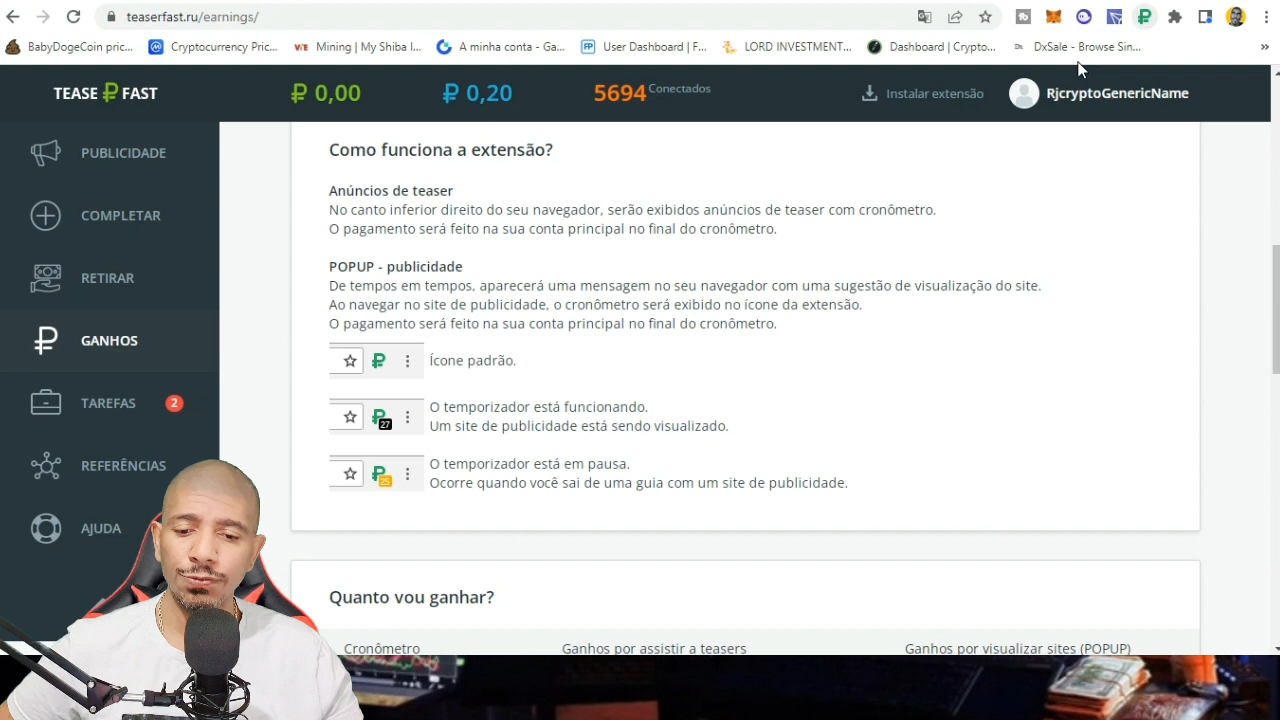 teaserfast.ru/earnings/
BabyDogeCoin pric...
Cryptocurrency Pric...
Mining | My Shiba I...
A minha conta - Ga...
User Dashboard | F...
LORD INVESTMENT...
Dashboard | Crypto...
DxSale - Browse Sin...
»
TEASE ₽ FAST
₽ 0,00
₽ 0,20
5694 Conectados
Instalar extensão
RjcryptoGenericName
PUBLICIDADE
COMPLETAR
RETIRAR
GANHOS
TAREFAS 2
REFERÊNCIAS
AJUDA
Como funciona a extensão?
Anúncios de teaser
No canto inferior direito do seu navegador, serão exibidos anúncios de teaser com cronômetro.
O pagamento será feito na sua conta principal no final do cronômetro.
POPUP - publicidade
De tempos em tempos, aparecerá uma mensagem no seu navegador com uma sugestão de visualização do site.
Ao navegar no site de publicidade, o cronômetro será exibido no ícone da extensão.
O pagamento será feito na sua conta principal no final do cronômetro.
Ícone padrão.
27
O temporizador está funcionando.
Um site de publicidade está sendo visualizado.
25
O temporizador está em pausa.
Ocorre quando você sai de uma guia com um site de publicidade.
Quanto vou ganhar?
Cronômetro
Ganhos por assistir a teasers
Ganhos por visualizar sites (POPUP)